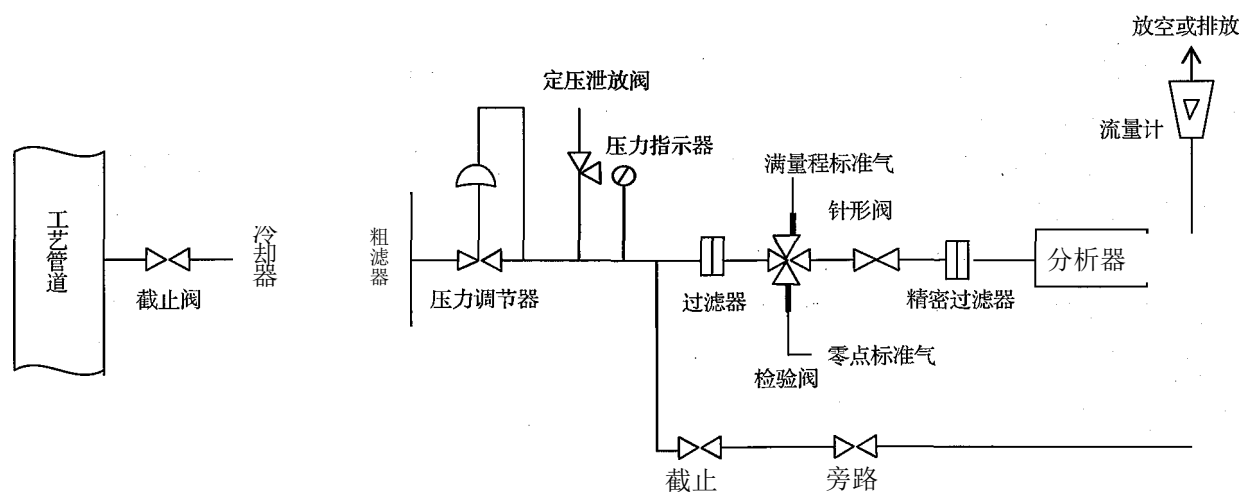 放空或排放
定压泄放阀
流量计
压力指示器
满量程标准气
针形阀
工艺管道
冷却器
粗滤器
分析器
截止阀
压力调节器
过滤器
精密过滤器
零点标准气
检验阀
截止
旁路